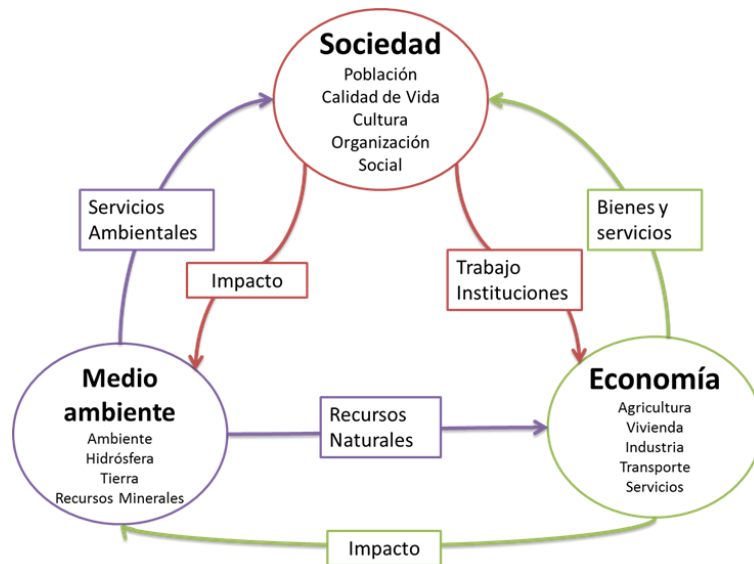 Sociedad
Población
Calidad de Vida
Cultura
Organización
Social
Servicios
Ambientales
Bienes y
servicios
Impacto
Trabajo
Instituciones
Medio
ambiente
Ambiente
Hidrósfera
Tierra
Recursos Minerales
Recursos
Naturales
Economía
Agricultura
Vivienda
Industria
Transporte
Servicios
Impacto